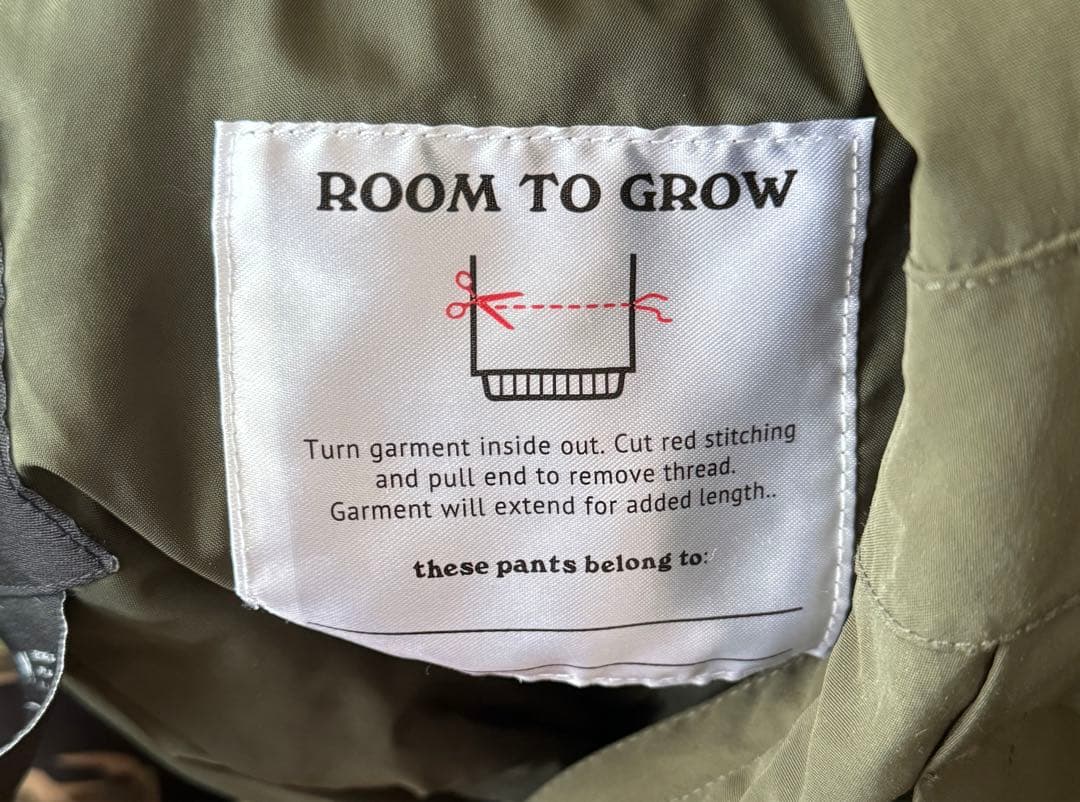 ROOM TO GROW
Turn garment inside out. Cut red stitching
and pull end to remove thread.
Garment will extend for added length..
these pants belong to: